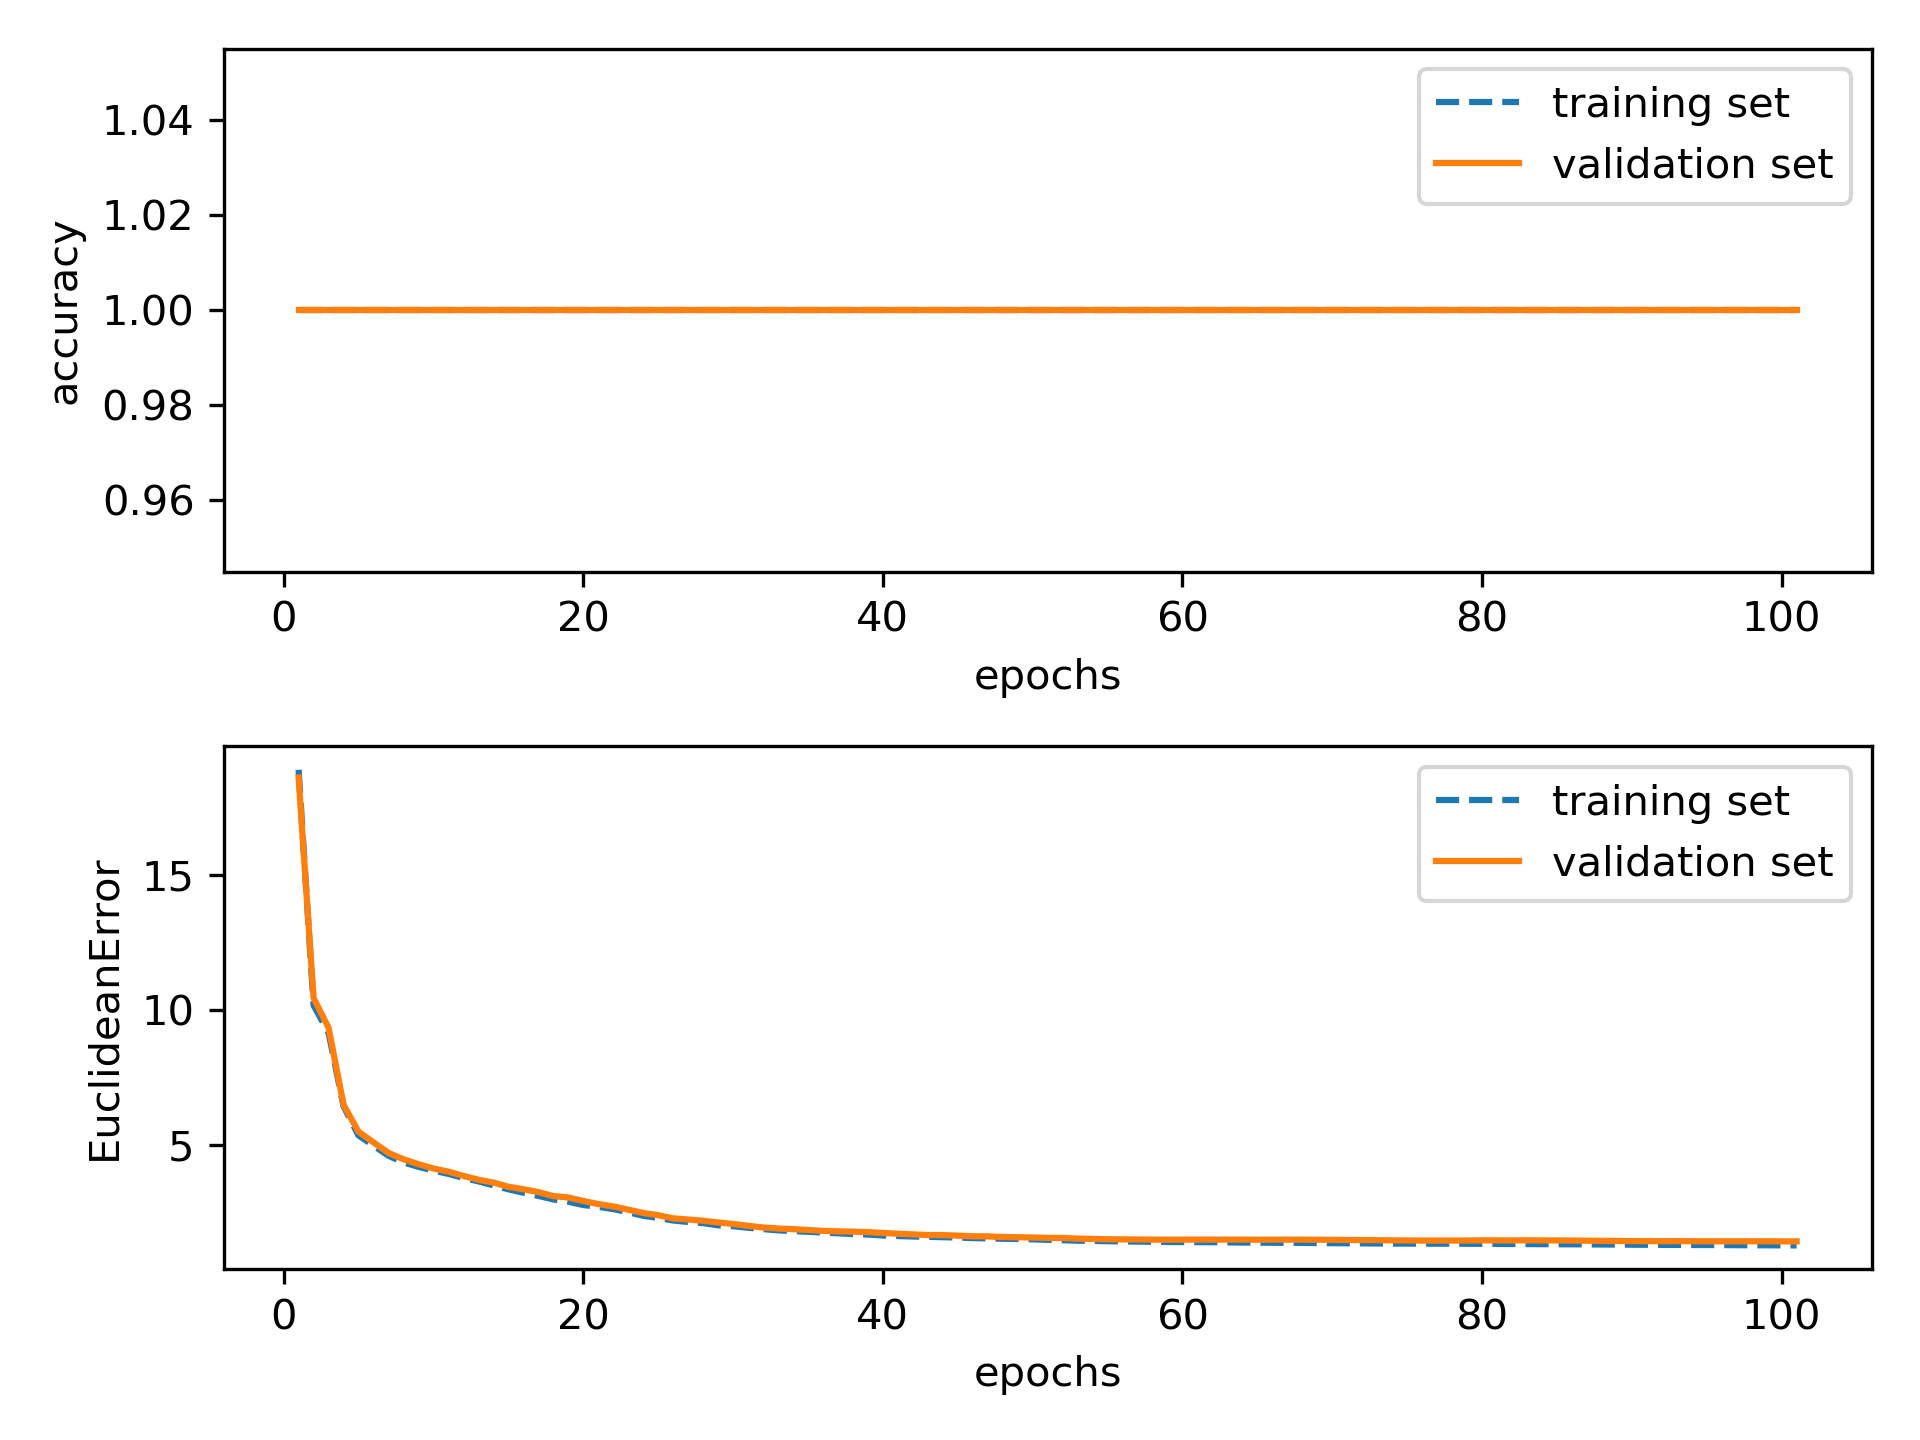 1.04
1.02
1.00
0.98
0.96
accuracy
training set
validation set
0 20 40 60 80 100
epochs
15
10
5
EuclideanError
training set
validation set
0 20 40 60 80 100
epochs